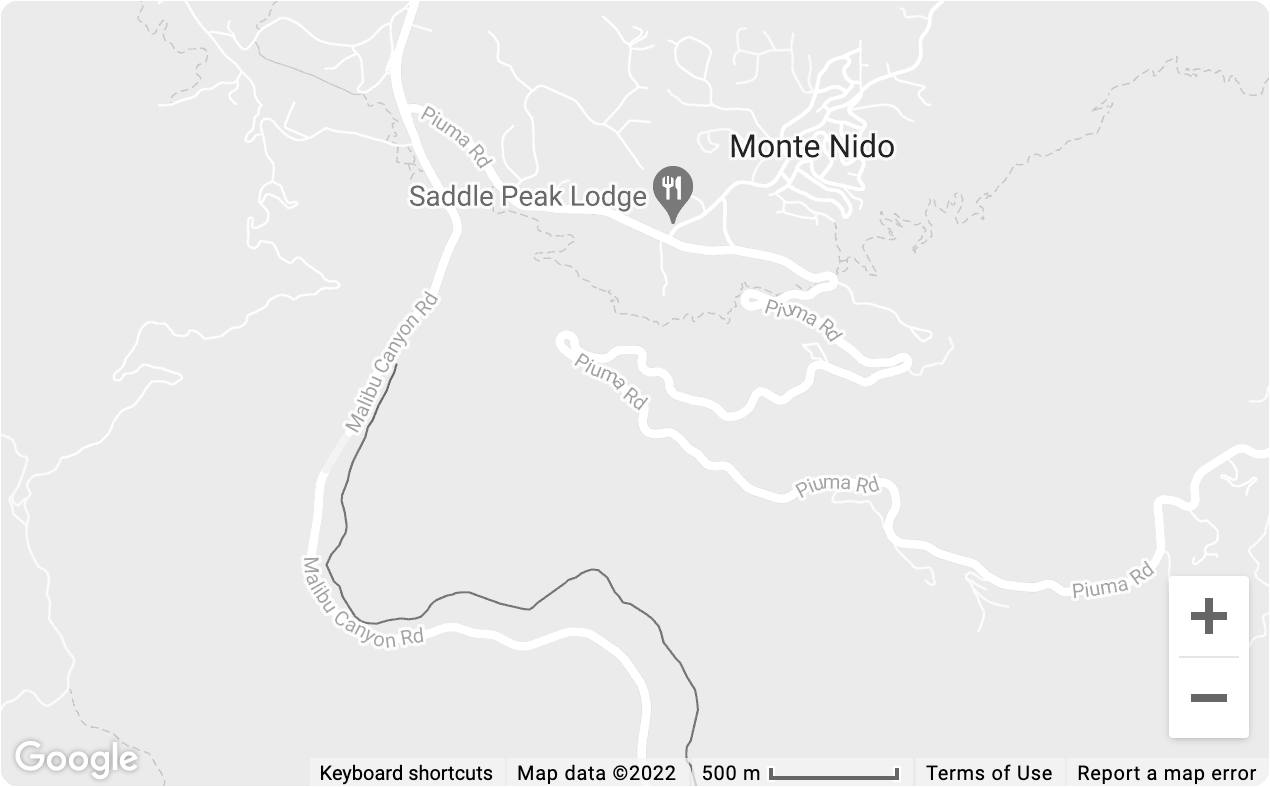 Piuma Rd
Monte Nido
Saddle Peak Lodge
Malibu Canyon Rd
Piuma Rd
Piuma Rd
Piuma Rd
Malibu Canyon Rd
Piuma Rd
Google
Keyboard shortcuts
Map data ©2022
500 m
Terms of Use
Report a map error